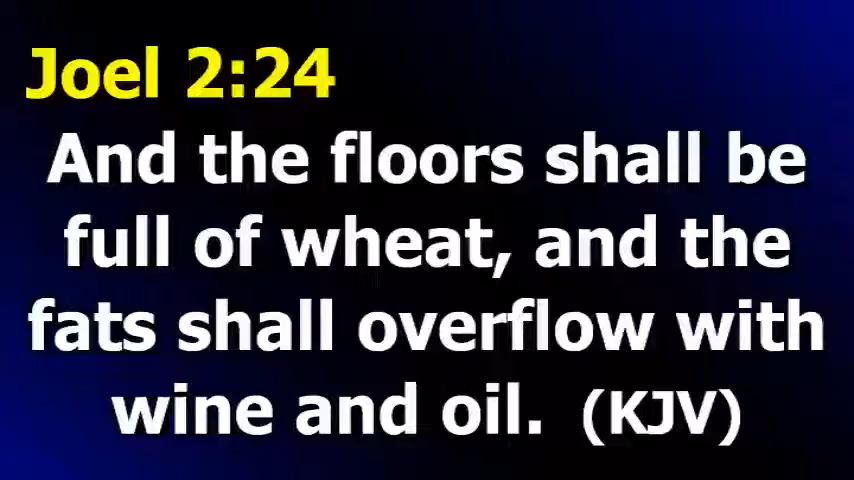 Joel 2:24
And the floors shall be
full of wheat, and the
fats shall overflow with
wine and oil. (KJV)